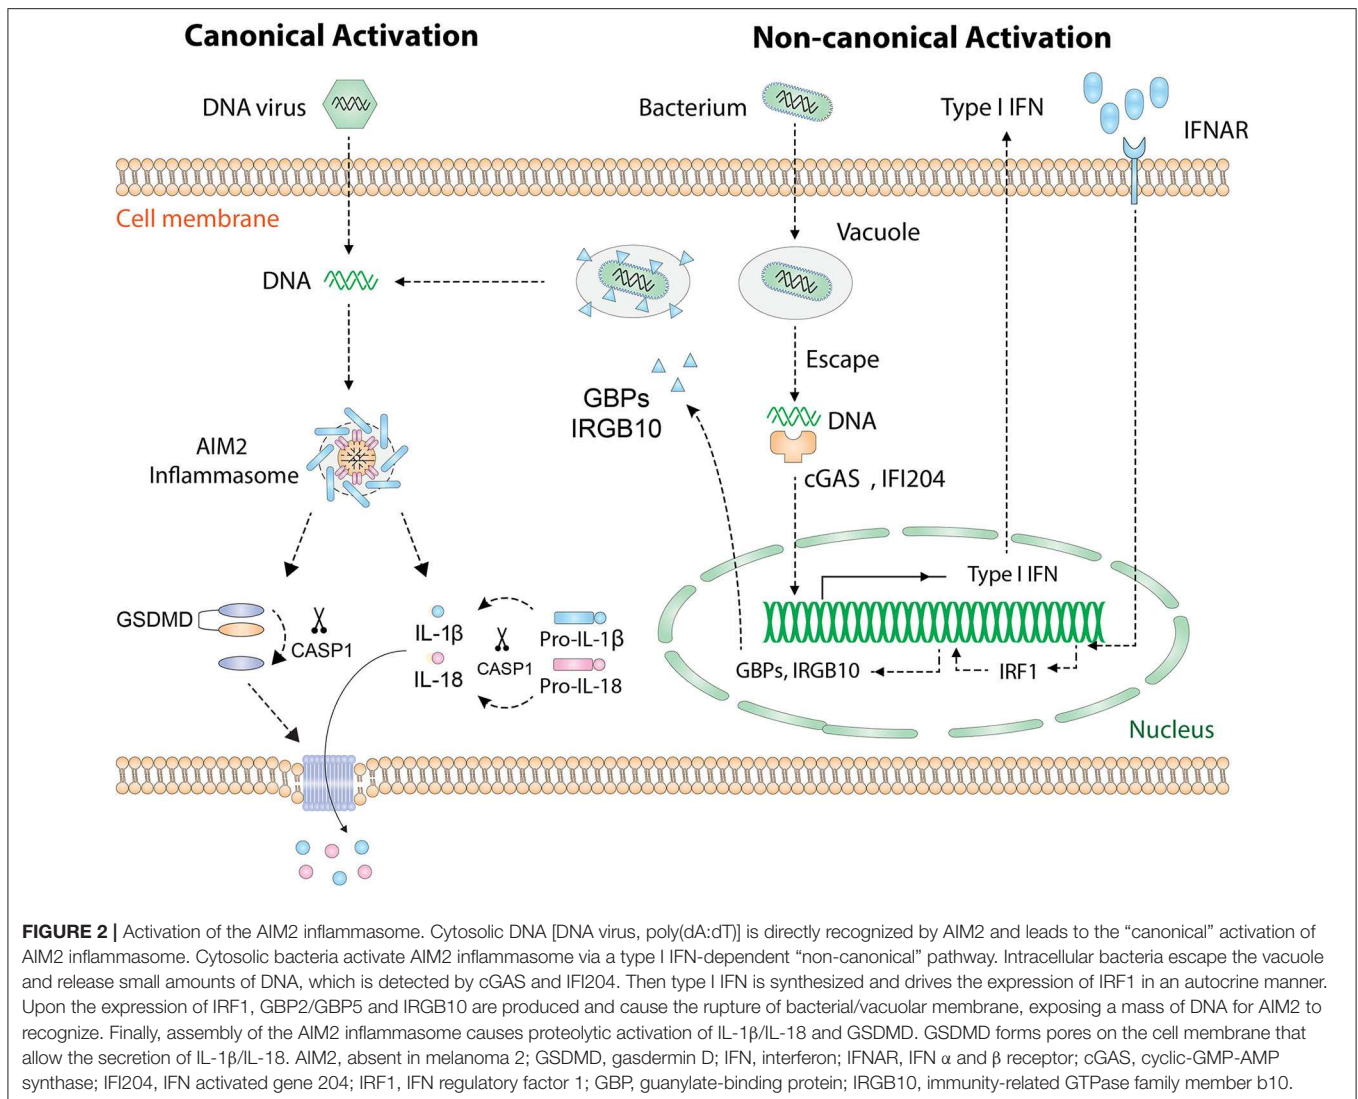 Canonical Activation
Non-canonical Activation
DNA virus
Bacterium
Type I IFN
IFNAR
Cell membrane
Vacuole
DNA
Escape
GBPs
IRGB10
DNA
AIM2
Inflammasome
cGAS , IFI204
Type I IFN
GSDMD
CASP1
IL-1β
IL-18
CASP1
Pro-IL-1β
Pro-IL-18
GBPs, IRGB10
IRF1
Nucleus
FIGURE 2 | Activation of the AIM2 inflammasome. Cytosolic DNA [DNA virus, poly(dA:dT)] is directly recognized by AIM2 and leads to the “canonical” activation of
AIM2 inflammasome. Cytosolic bacteria activate AIM2 inflammasome via a type I IFN-dependent “non-canonical” pathway. Intracellular bacteria escape the vacuole
and release small amounts of DNA, which is detected by cGAS and IFI204. Then type I IFN is synthesized and drives the expression of IRF1 in an autocrine manner.
Upon the expression of IRF1, GBP2/GBP5 and IRGB10 are produced and cause the rupture of bacterial/vacuolar membrane, exposing a mass of DNA for AIM2 to
recognize. Finally, assembly of the AIM2 inflammasome causes proteolytic activation of IL-1β/IL-18 and GSDMD. GSDMD forms pores on the cell membrane that
allow the secretion of IL-1β/IL-18. AIM2, absent in melanoma 2; GSDMD, gasdermin D; IFN, interferon; IFNAR, IFN α and β receptor; cGAS, cyclic-GMP-AMP
synthase; IFI204, IFN activated gene 204; IRF1, IFN regulatory factor 1; GBP, guanylate-binding protein; IRGB10, immunity-related GTPase family member b10.